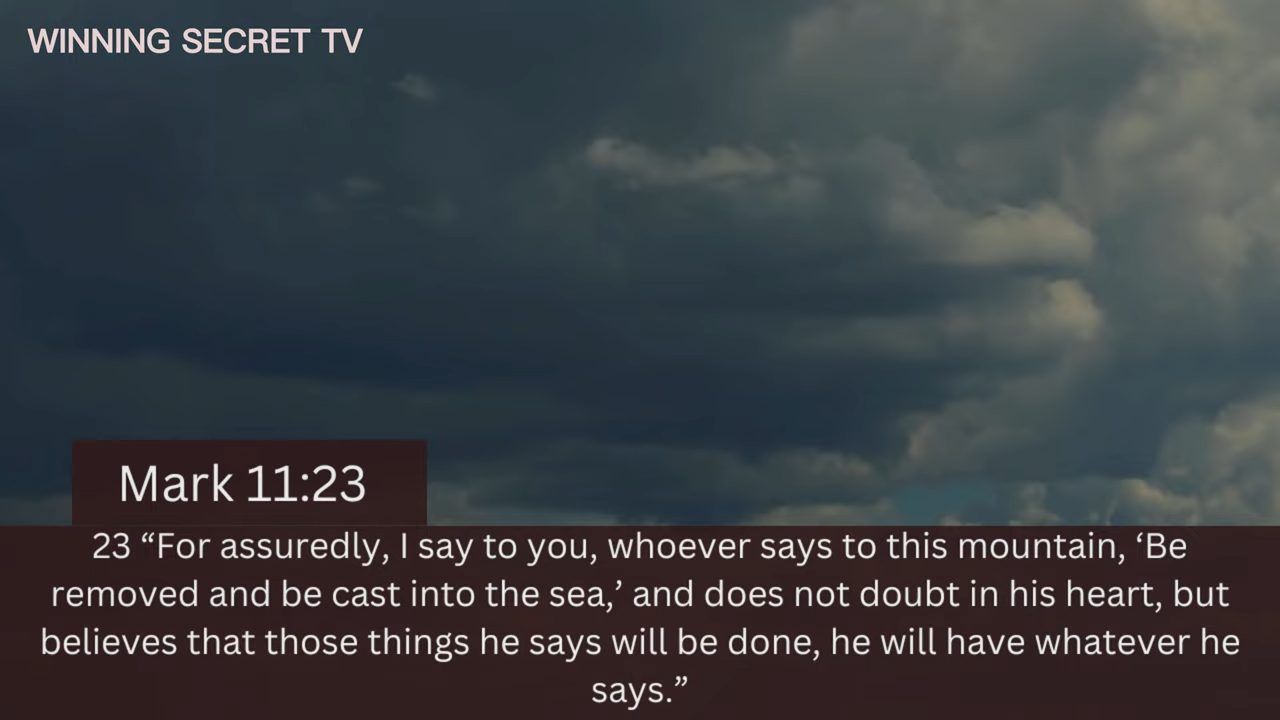 WINNING SECRET TV
Mark 11:23
23 “For assuredly, I say to you, whoever says to this mountain, ‘Be
removed and be cast into the sea,’ and does not doubt in his heart, but
believes that those things he says will be done, he will have whatever he
says.”